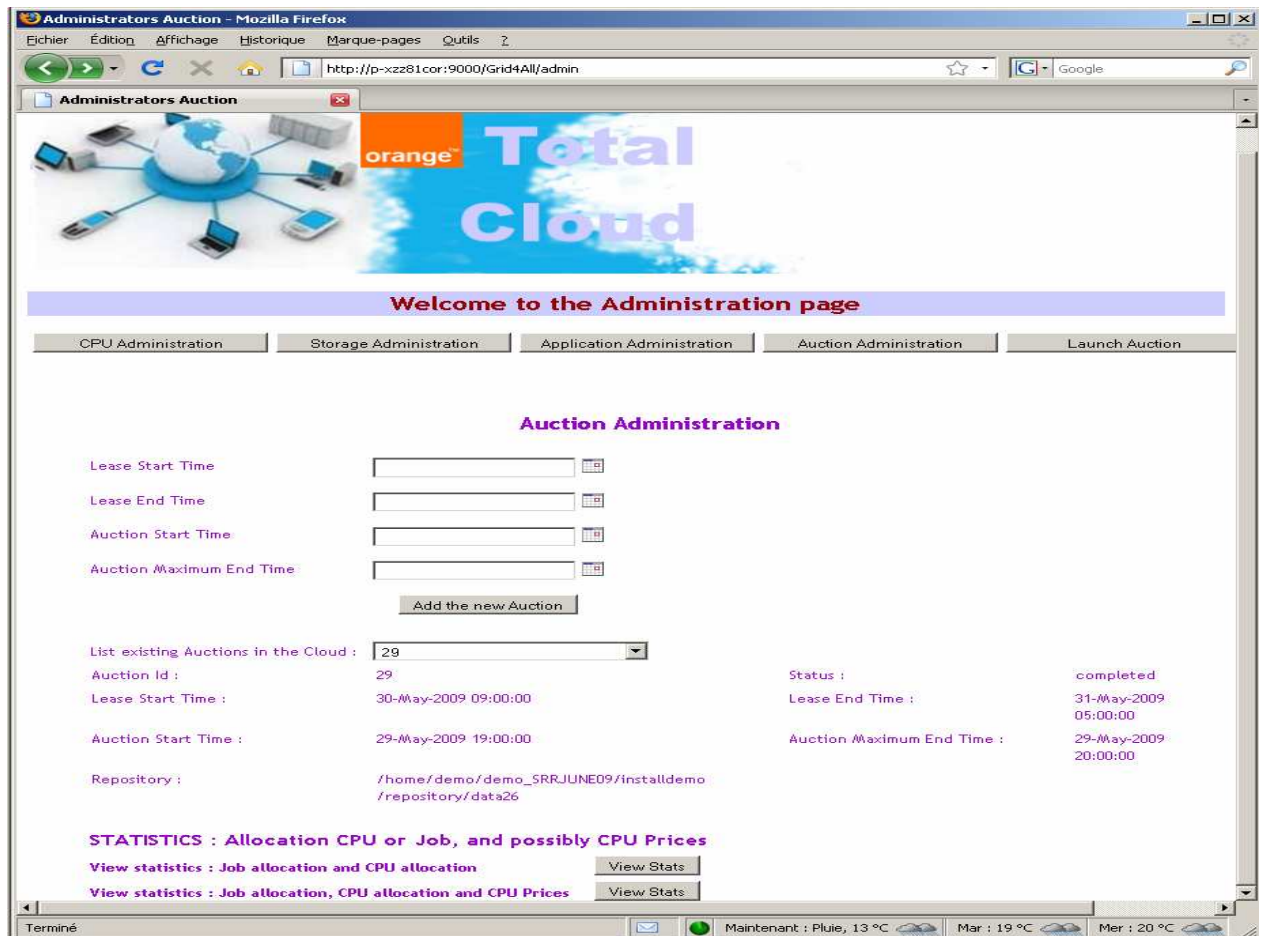 Administrators Auction - Mozilla Firefox
Eichier Édition Affichage Historique Marque-pages Outils ?
http://p-xzz81cor:9000/Grid4All/admin
G Google
Administrators Auction
orange™ Total
Cloud
Welcome to the Administration page
CPU Administration Storage Administration Application Administration Auction Administration Launch Auction
Auction Administration
Lease Start Time
Lease End Time
Auction Start Time
Auction Maximum End Time
Add the new Auction
List existing Auctions in the Cloud : 29
Auction Id : 29 Status : completed
Lease Start Time : 30-May-2009 09:00:00 Lease End Time : 31-May-2009
05:00:00
Auction Start Time : 29-May-2009 19:00:00 Auction Maximum End Time : 29-May-2009
20:00:00
Repository : /home/demo/demo_SRRJUNE09/installdemo
/repository/data26
STATISTICS : Allocation CPU or Job, and possibly CPU Prices
View statistics : Job allocation and CPU allocation View Stats
View statistics : Job allocation, CPU allocation and CPU Prices View Stats
Terminé Maintenant : Pluie, 13 °C Mar : 19 °C Mer : 20 °C